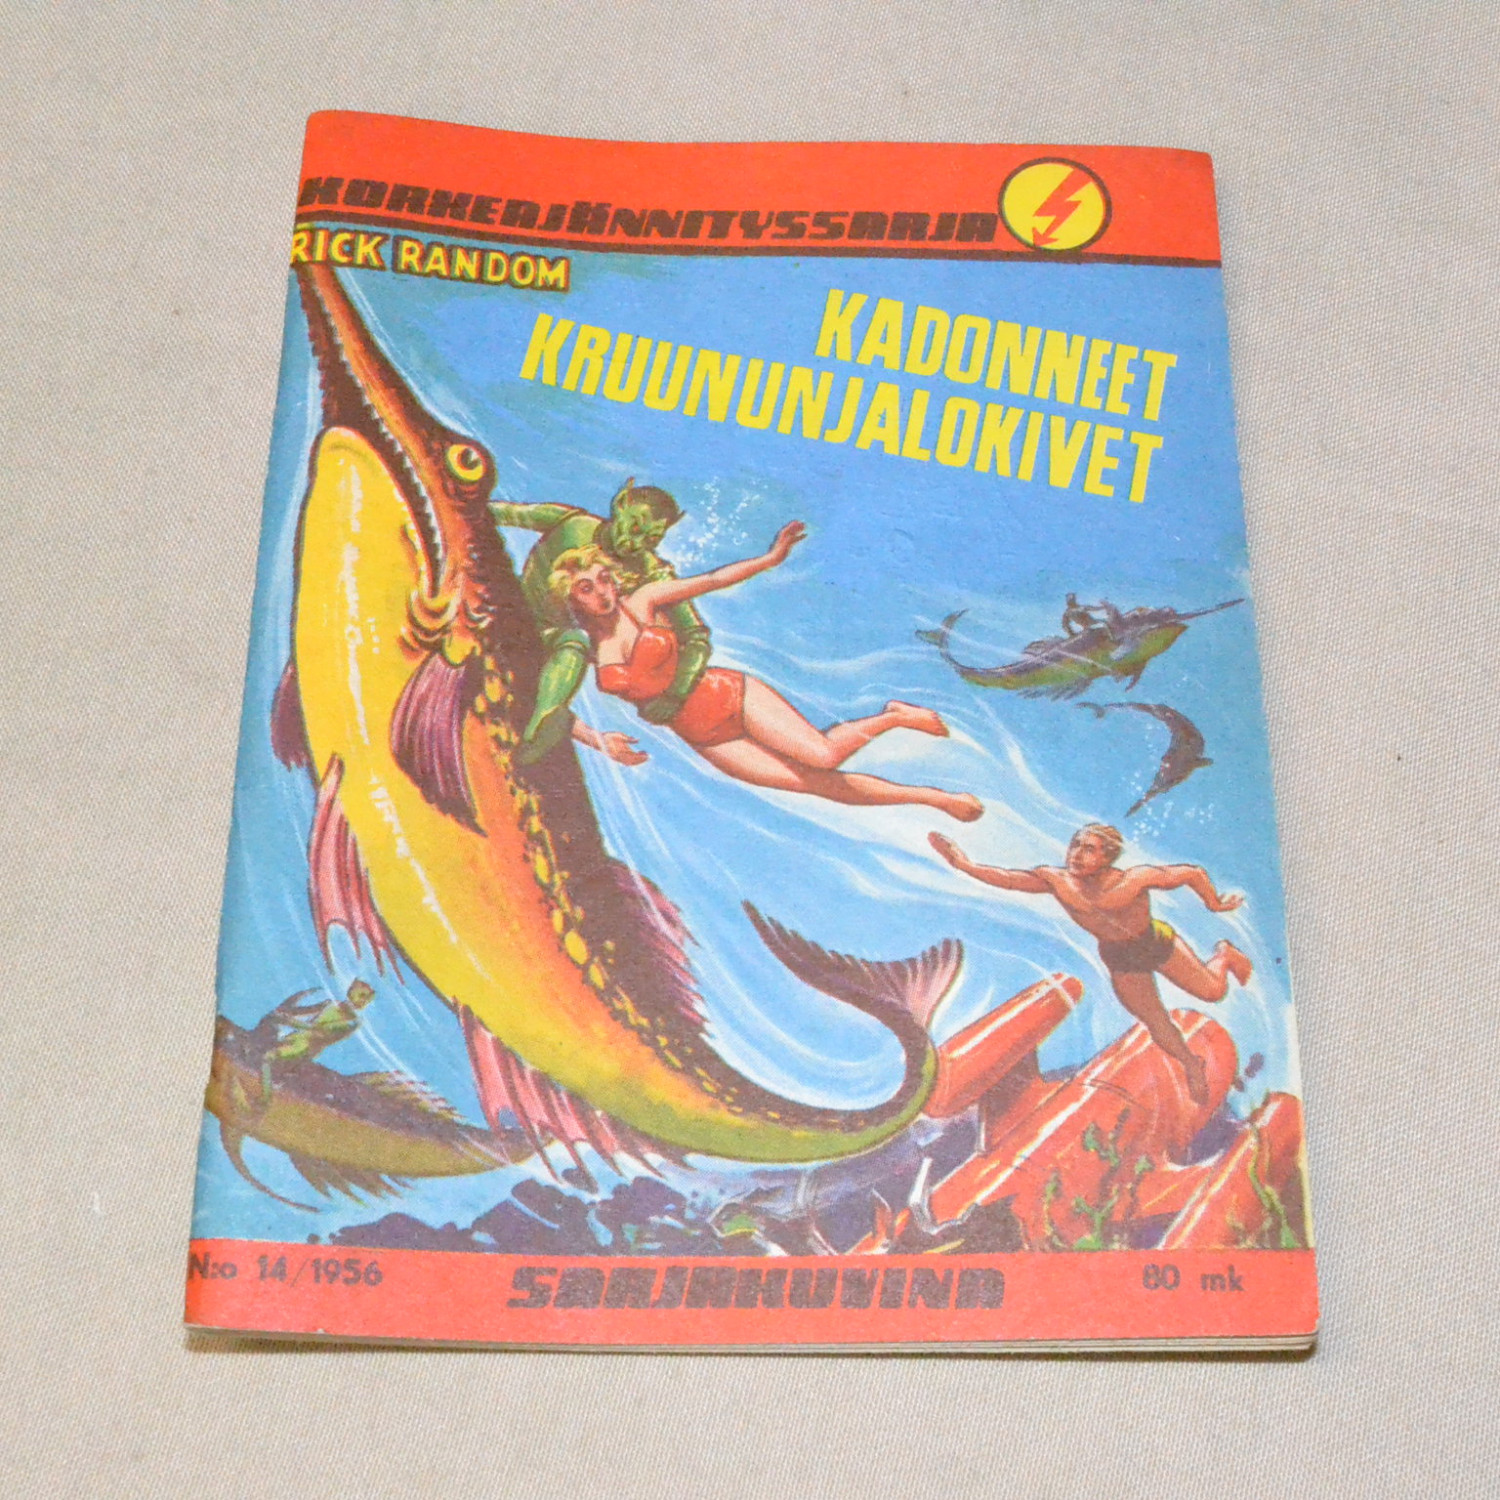 KORKEAJÄNNITYSSARJA
RICK RANDOM
KADONNEET
KRUUNUNJALOKIVET
N:o 14/1956
SARJAKUVINA
80 mk